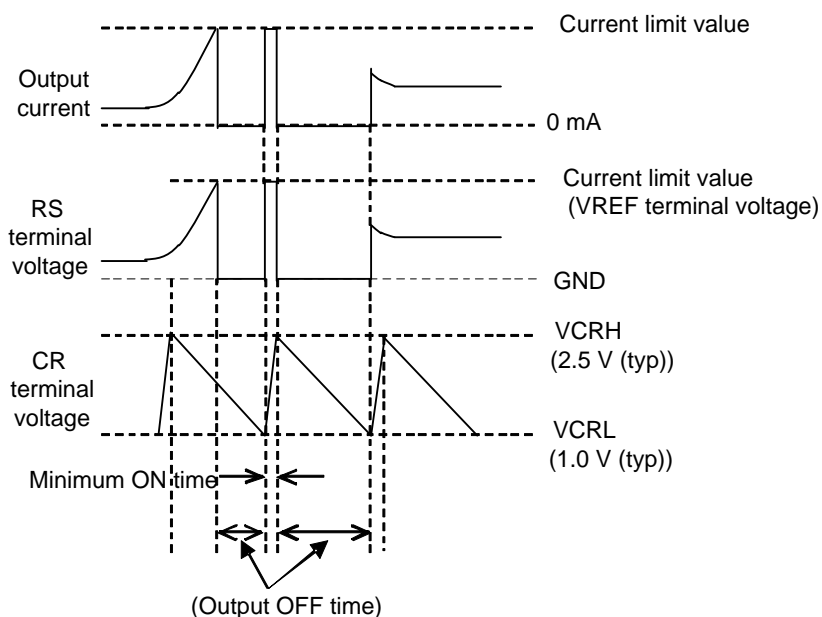 Current limit value
Output
current
0 mA
Current limit value
(VREF terminal voltage)
RS
terminal
voltage
GND
VCRH
(2.5 V (typ))
CR
terminal
voltage
VCRL
(1.0 V (typ))
Minimum ON time
(Output OFF time)